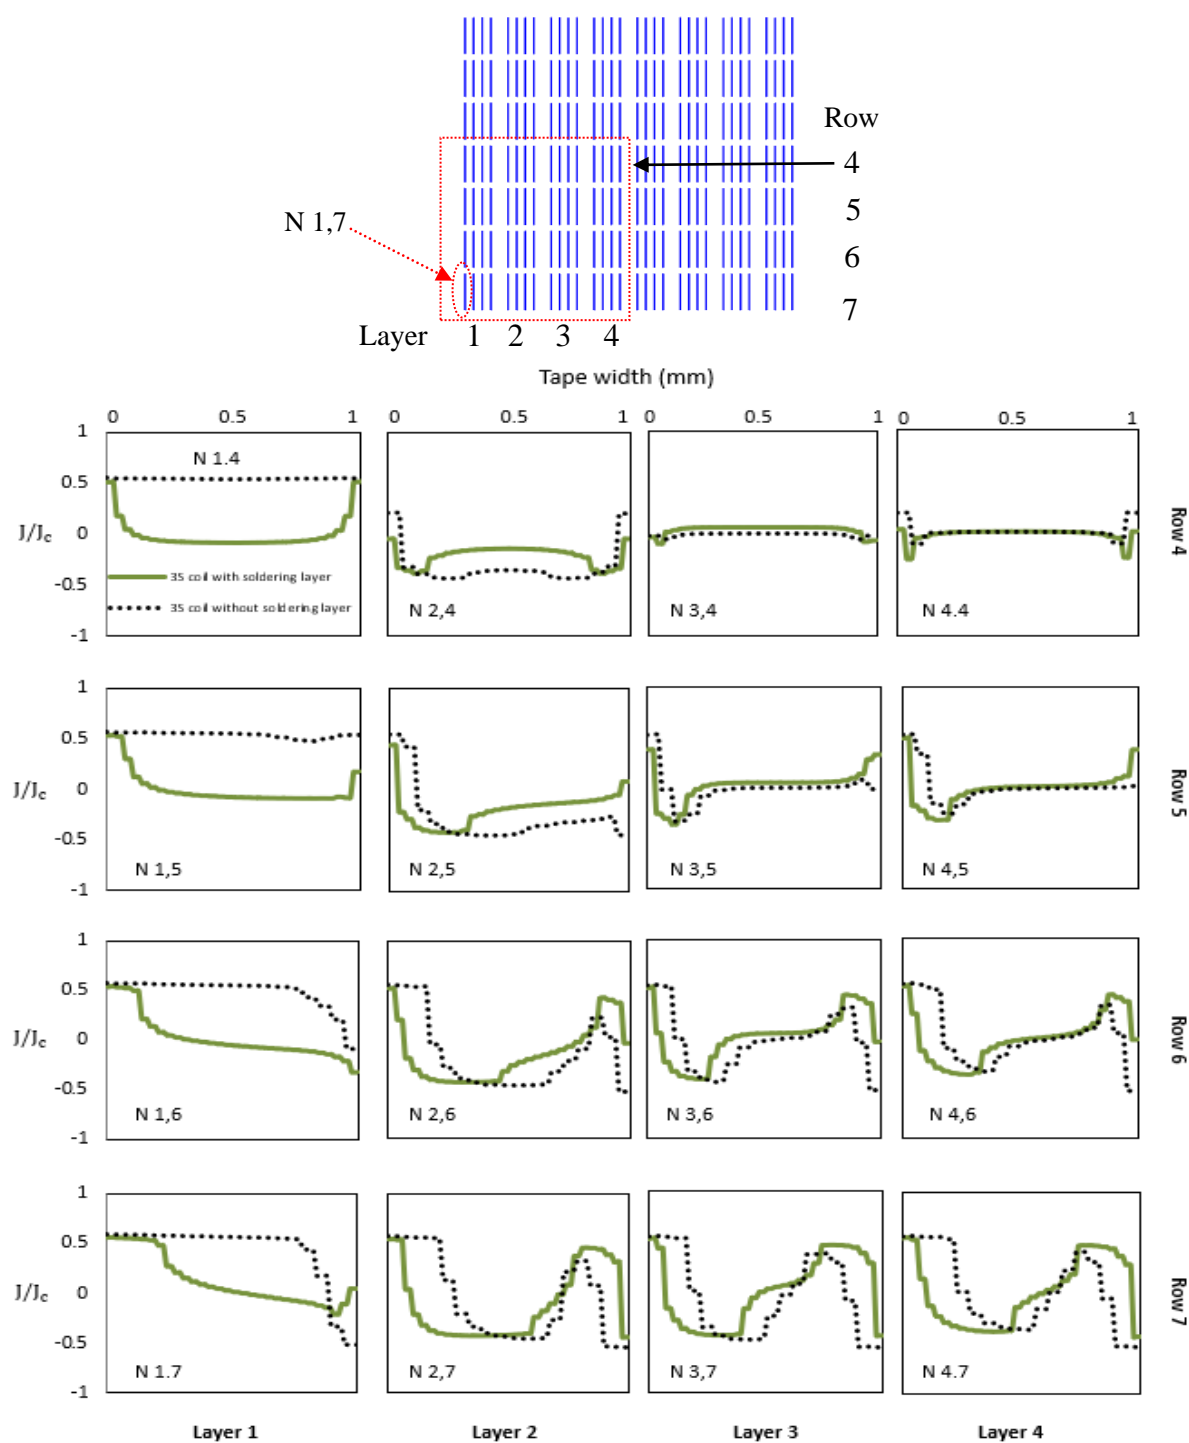 Row
4
N 1,7
5
6
7
Layer 1 2 3 4
Tape width (mm)
0 0.5 1 0 0.5 1 0 0.5 1 0 0.5 1
1
N 1.4
0.5
J/Jc 0
35 coil with soldering layer
-0.5
35 coil without soldering layer
N 2,4 N 3,4 N 4.4
-1
Row 4
1
0.5
J/Jc 0
-0.5
N 1,5 N 2,5 N 3,5 N 4,5
-1
Row 5
1
0.5
J/Jc 0
-0.5
N 1,6 N 2,6 N 3,6 N 4,6
-1
Row 6
1
0.5
J/Jc 0
-0.5
N 1.7 N 2,7 N 3,7 N 4.7
-1
Row 7
Layer 1 Layer 2 Layer 3 Layer 4